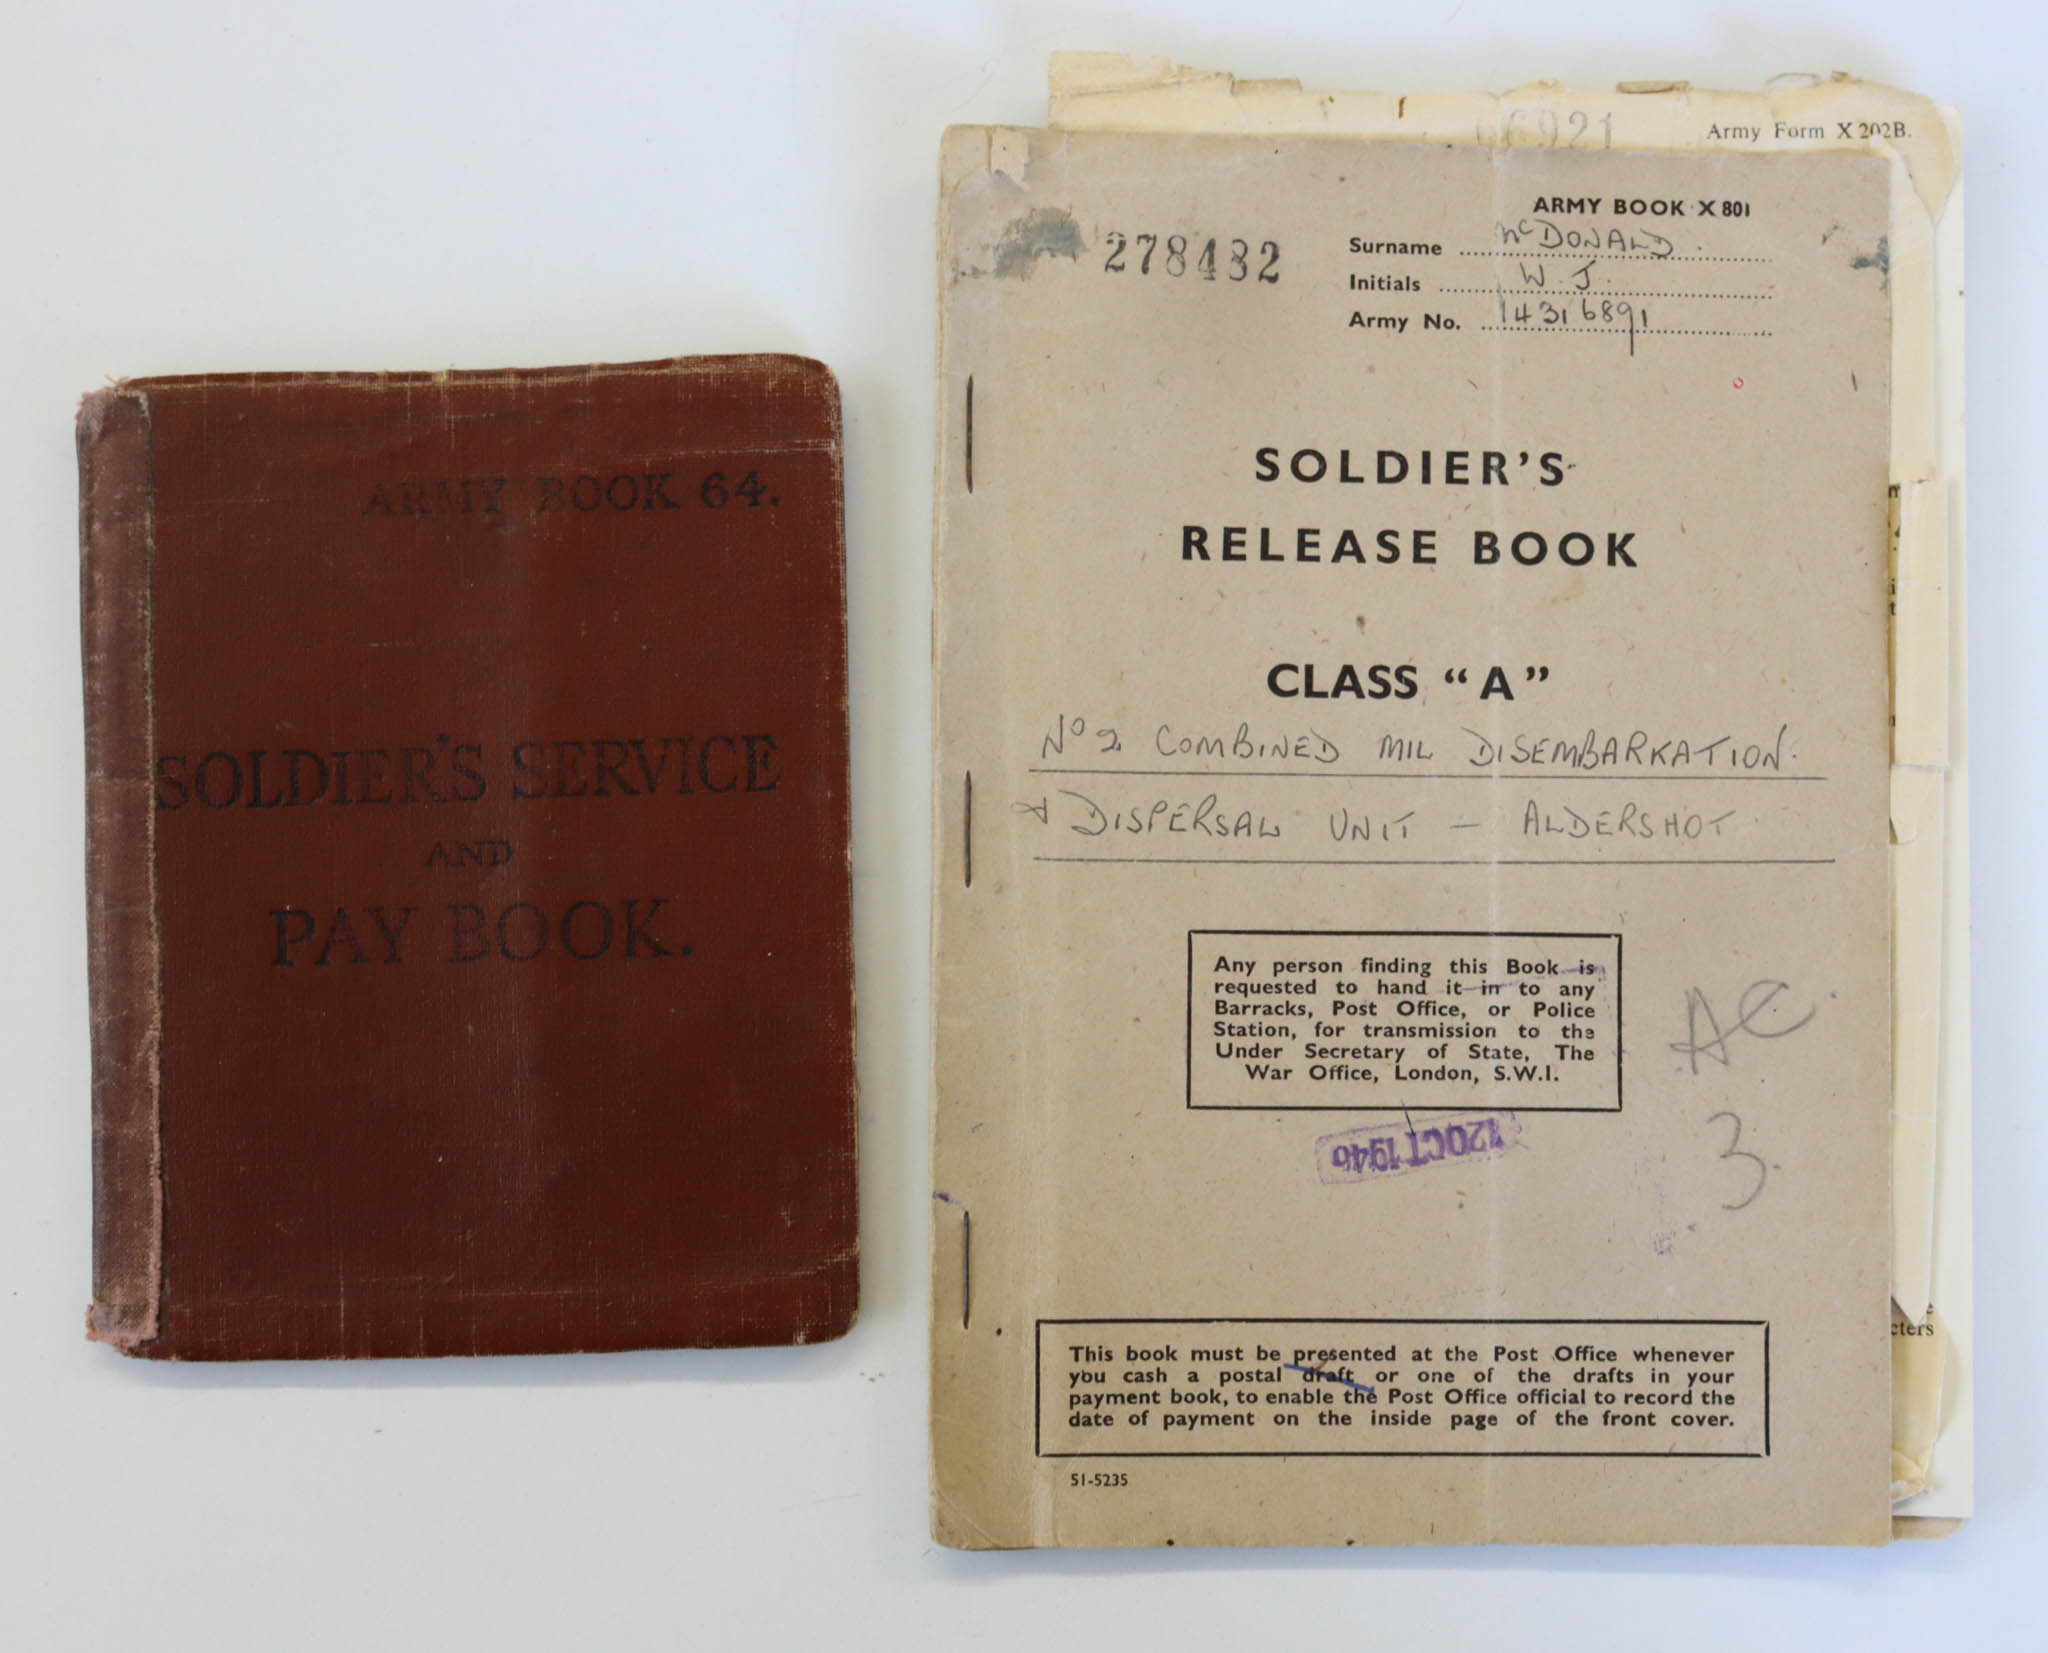 ARMY BOOK 64.
SOLDIER'S SERVICE
AND
PAY BOOK.
Army Form X 202B.
ARMY BOOK X 801
278482
Surname McDONALD
Initials W. J.
Army No. 14316891
SOLDIER'S
RELEASE BOOK
CLASS “A”
No 2 COMBINED MIL DISEMBARKATION.
& DISPERSAL UNIT — ALDERSHOT
Any person finding this Book is
requested to hand it in to any
Barracks, Post Office, or Police
Station, for transmission to the
Under Secretary of State, The
War Office, London, S.W.1.
AC
3.
12 OCT 1946
This book must be presented at the Post Office whenever
you cash a postal draft or one of the drafts in your
payment book, to enable the Post Office official to record the
date of payment on the inside page of the front cover.
51-5235
cters